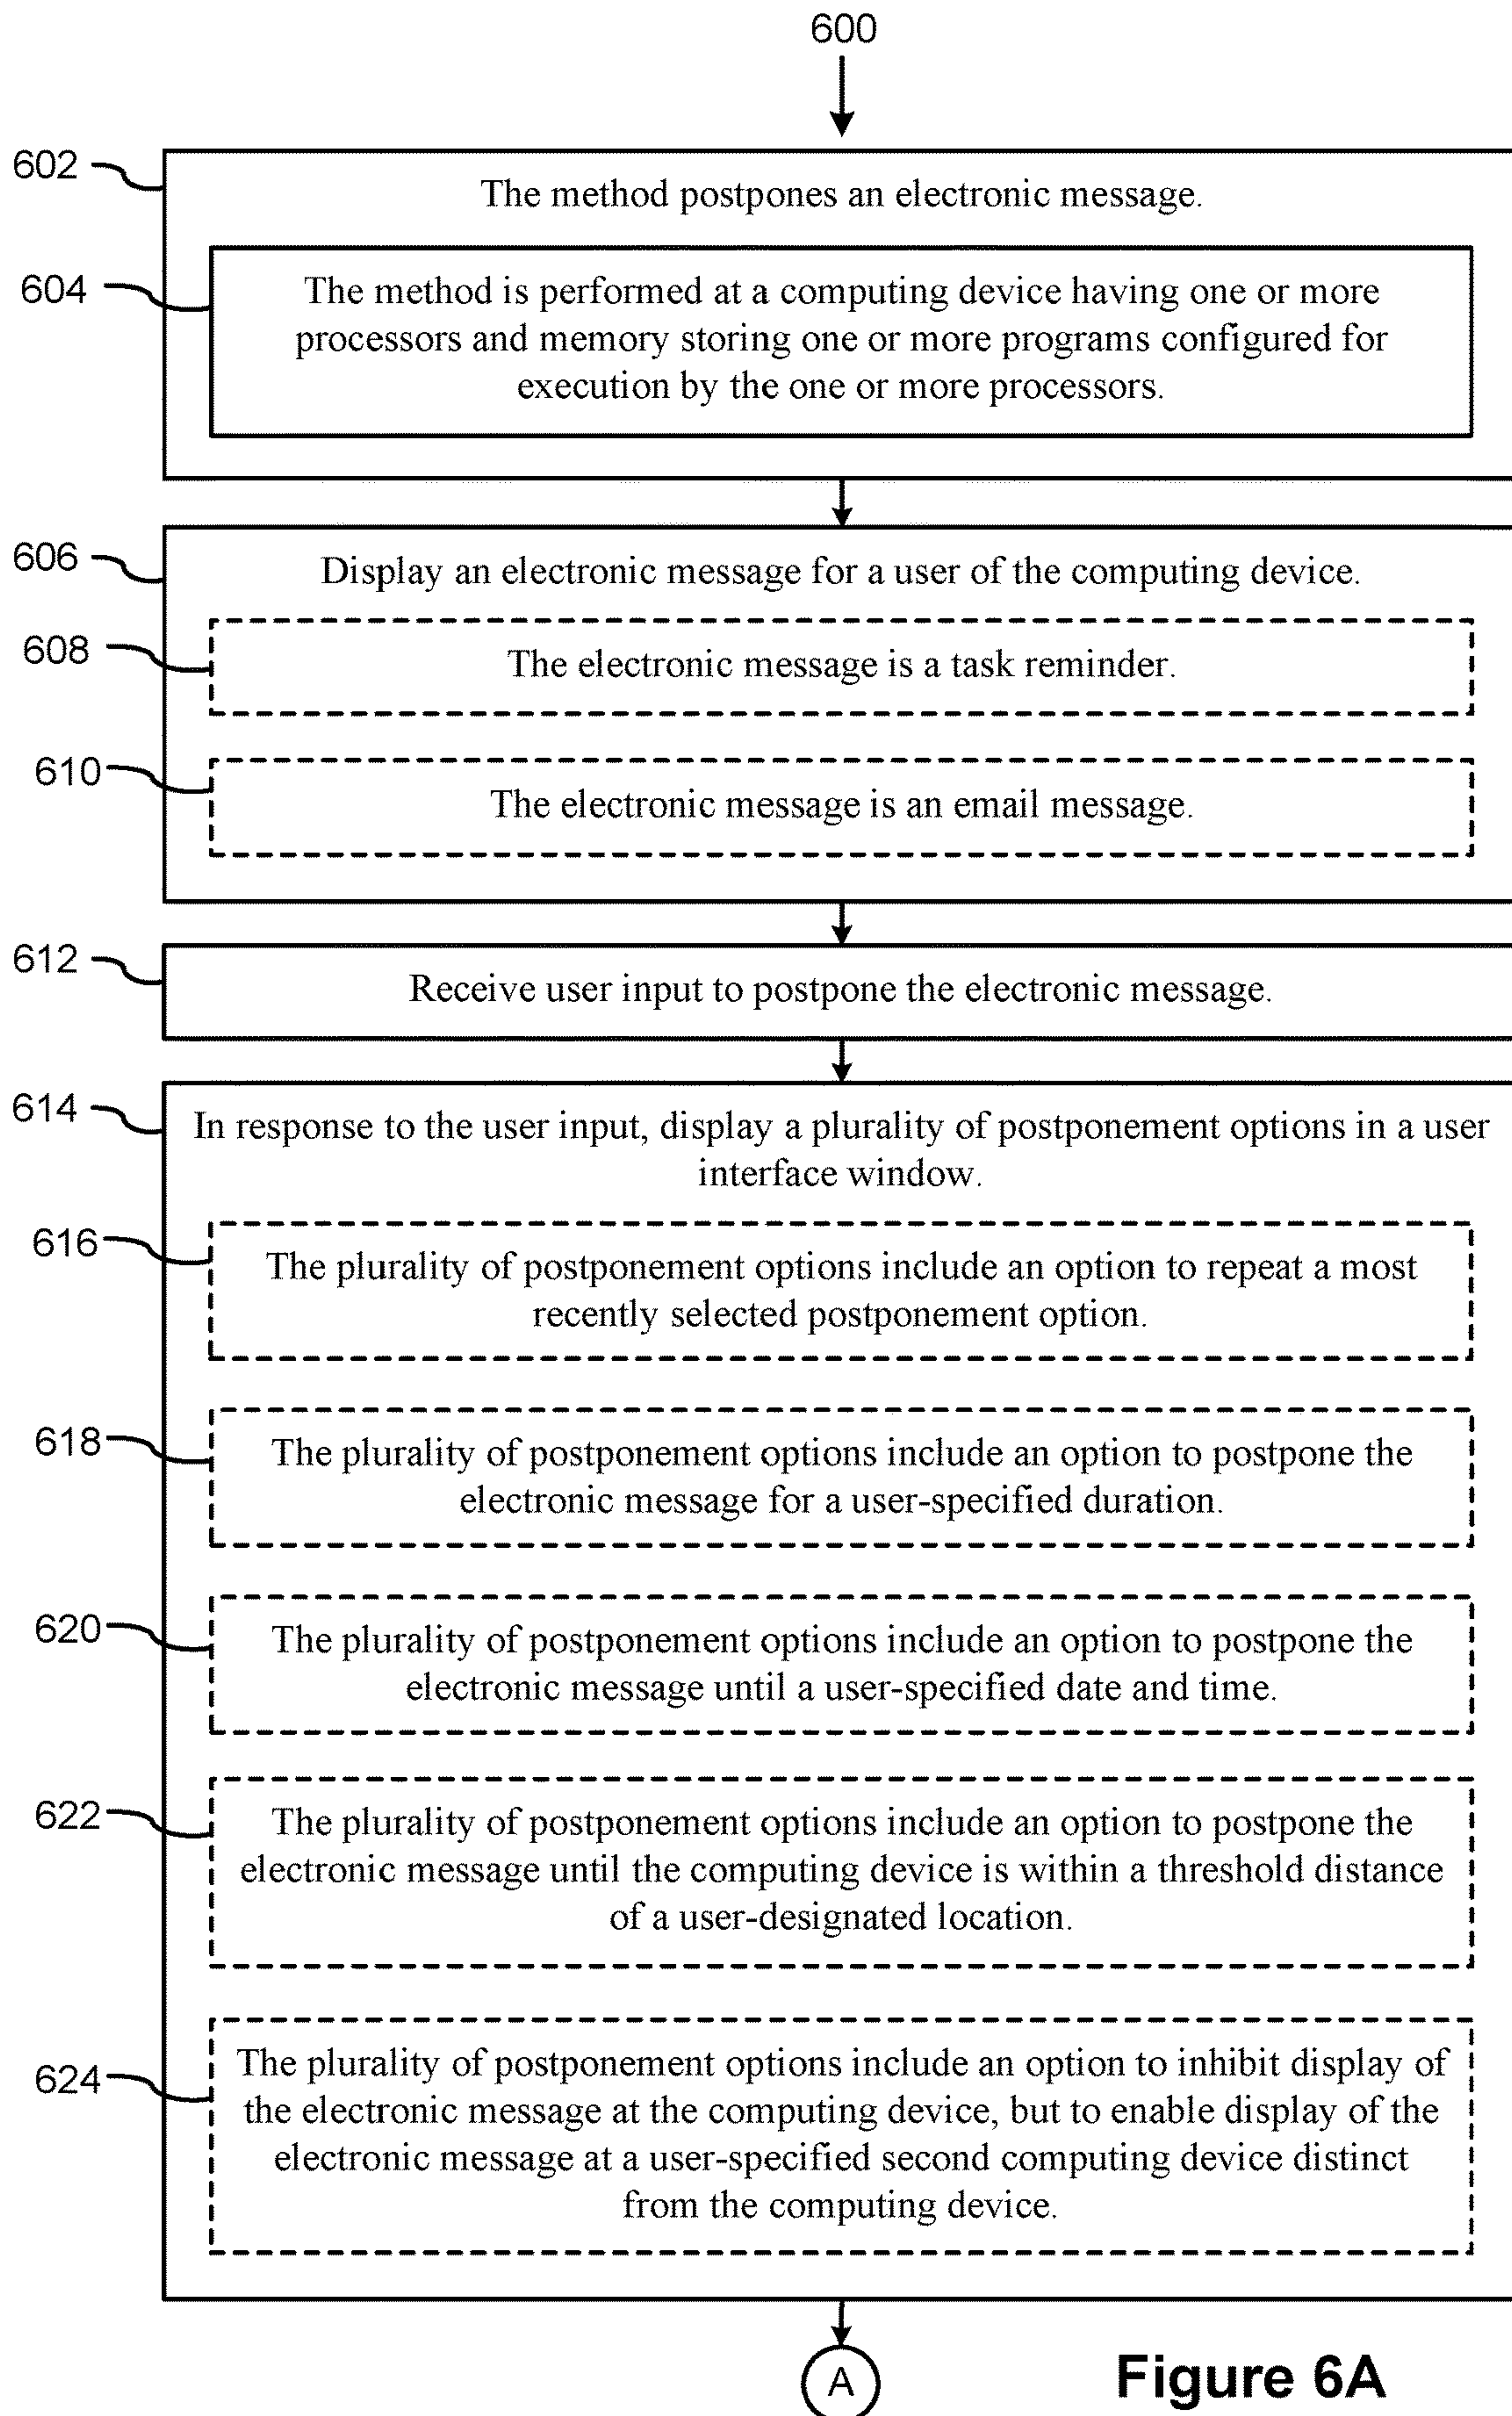 600
602
The method postpones an electronic message.
604
The method is performed at a computing device having one or more
processors and memory storing one or more programs configured for
execution by the one or more processors.
606
Display an electronic message for a user of the computing device.
608
The electronic message is a task reminder.
610
The electronic message is an email message.
612
Receive user input to postpone the electronic message.
614
In response to the user input, display a plurality of postponement options in a user
interface window.
616
The plurality of postponement options include an option to repeat a most
recently selected postponement option.
618
The plurality of postponement options include an option to postpone the
electronic message for a user-specified duration.
620
The plurality of postponement options include an option to postpone the
electronic message until a user-specified date and time.
622
The plurality of postponement options include an option to postpone the
electronic message until the computing device is within a threshold distance
of a user-designated location.
624
The plurality of postponement options include an option to inhibit display of
the electronic message at the computing device, but to enable display of the
electronic message at a user-specified second computing device distinct
from the computing device.
A
Figure 6A